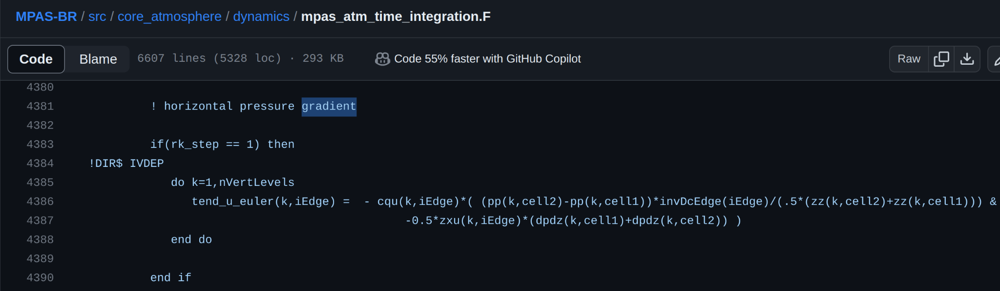 MPAS-BR / src / core_atmosphere / dynamics / mpas_atm_time_integration.F
Code Blame 6607 lines (5328 loc) · 293 KB Code 55% faster with GitHub Copilot Raw
4380
4381 ! horizontal pressure gradient
4382
4383 if(rk_step == 1) then
4384 !DIR$ IVDEP
4385 do k=1,nVertLevels
4386 tend_u_euler(k,iEdge) =  - cqu(k,iEdge)*( (pp(k,cell2)-pp(k,cell1))*invDcEdge(iEdge)/(.5*(zz(k,cell2)+zz(k,cell1))) &
4387 -0.5*zxu(k,iEdge)*(dpdz(k,cell1)+dpdz(k,cell2)) )
4388 end do
4389
4390 end if